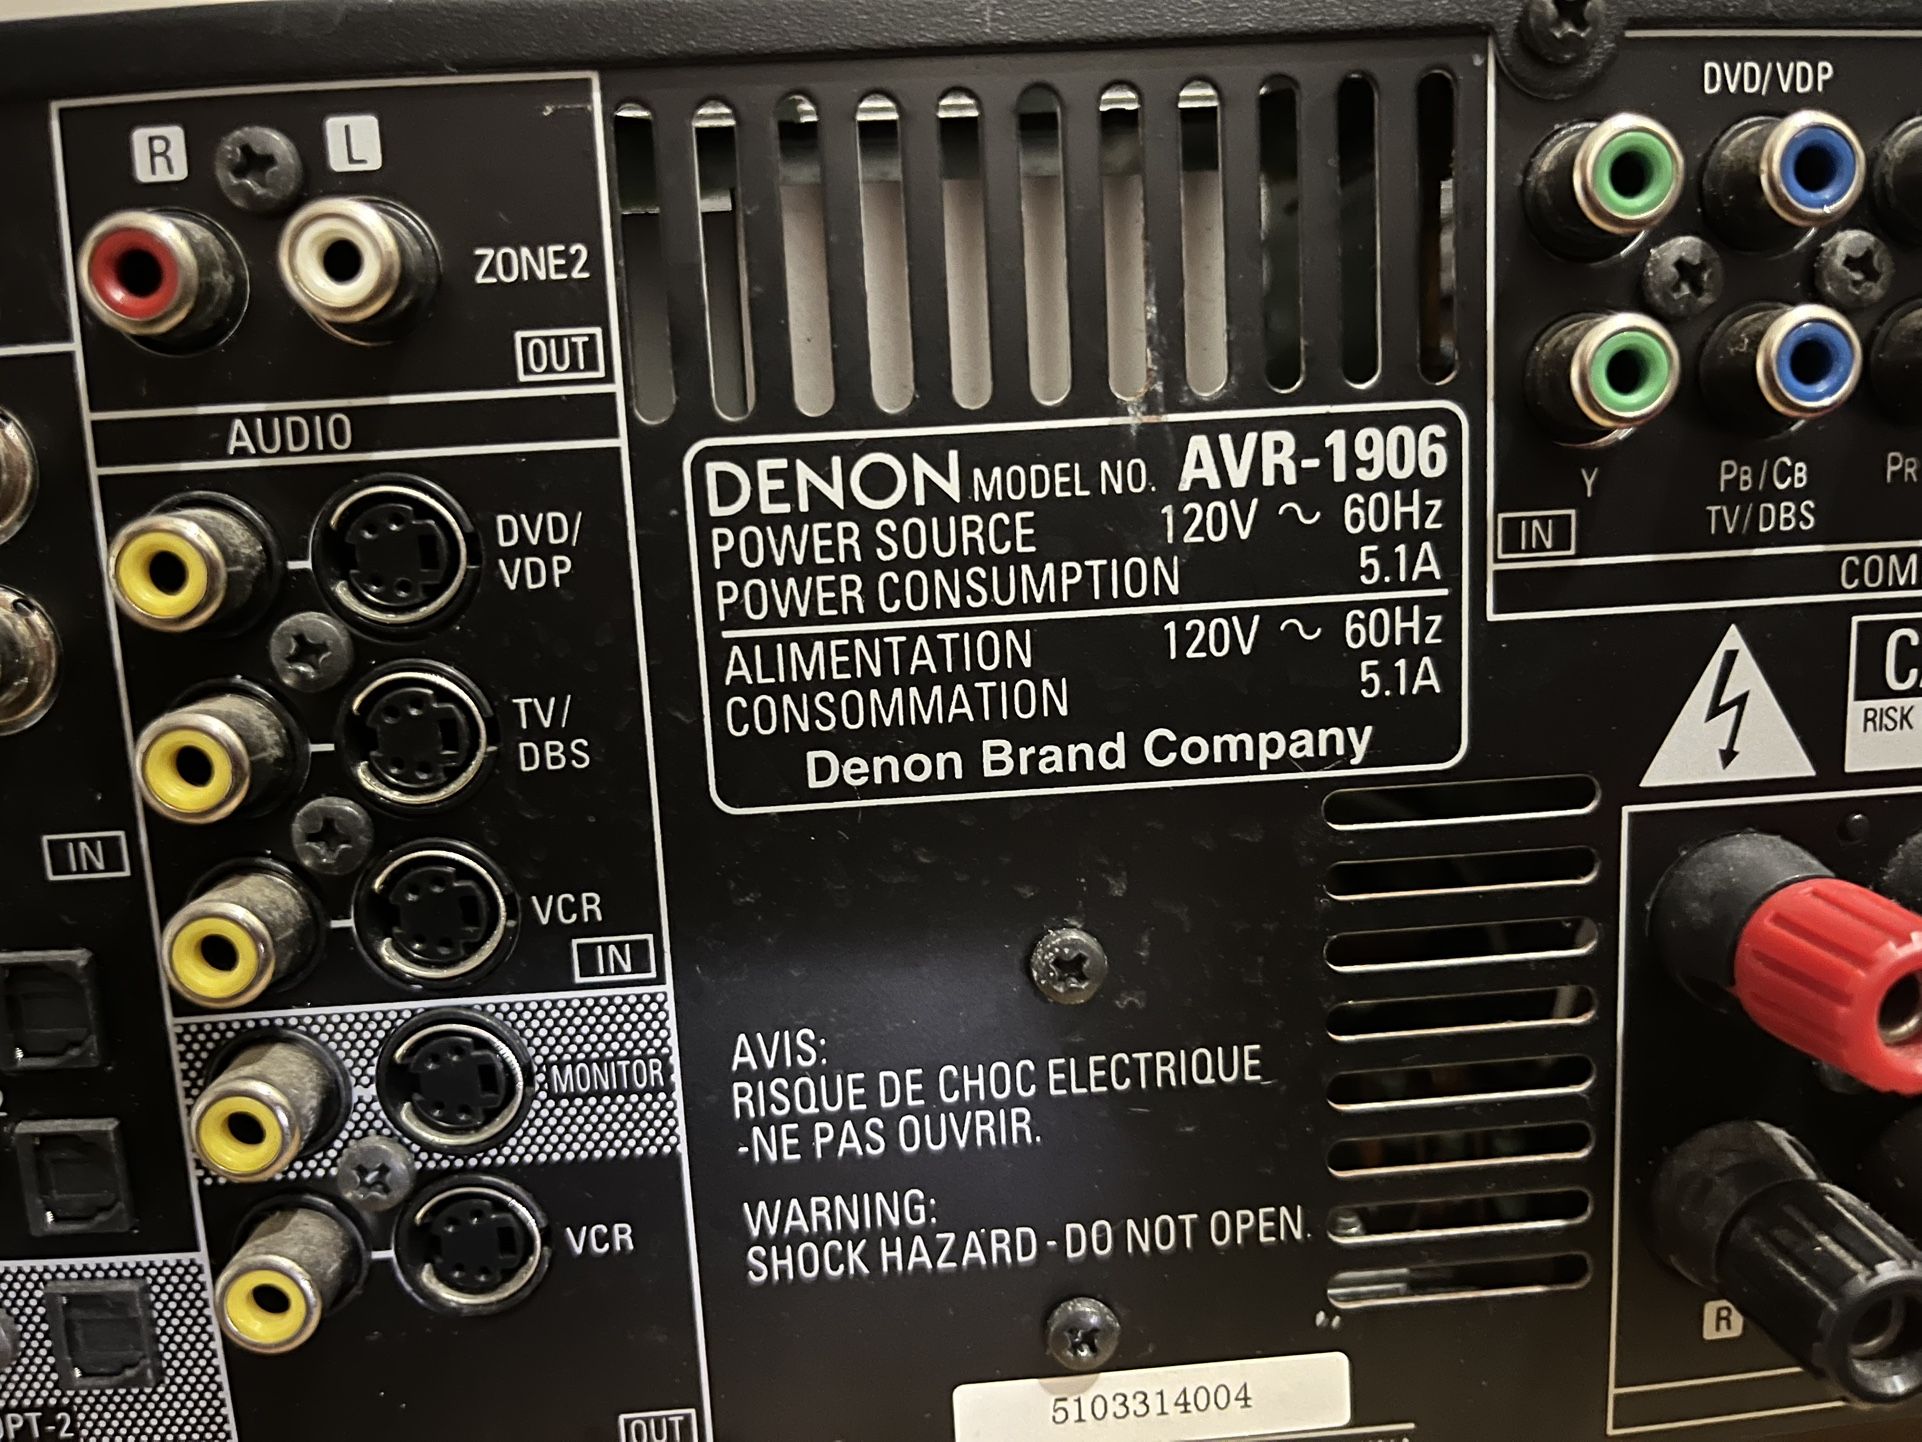 R L
ZONE2
OUT
AUDIO
DVD/
VDP
TV/
DBS
IN
VCR
IN
MONITOR
VCR
OUT
DENON MODEL NO. AVR-1906
POWER SOURCE 120V ~ 60Hz
POWER CONSUMPTION 5.1A
ALIMENTATION 120V ~ 60Hz
CONSOMMATION 5.1A
Denon Brand Company
AVIS:
RISQUE DE CHOC ELECTRIQUE
-NE PAS OUVRIR.
WARNING:
SHOCK HAZARD - DO NOT OPEN.
5103314004
DVD/VDP
Y PB/CB PR
IN TV/DBS
RISK
R